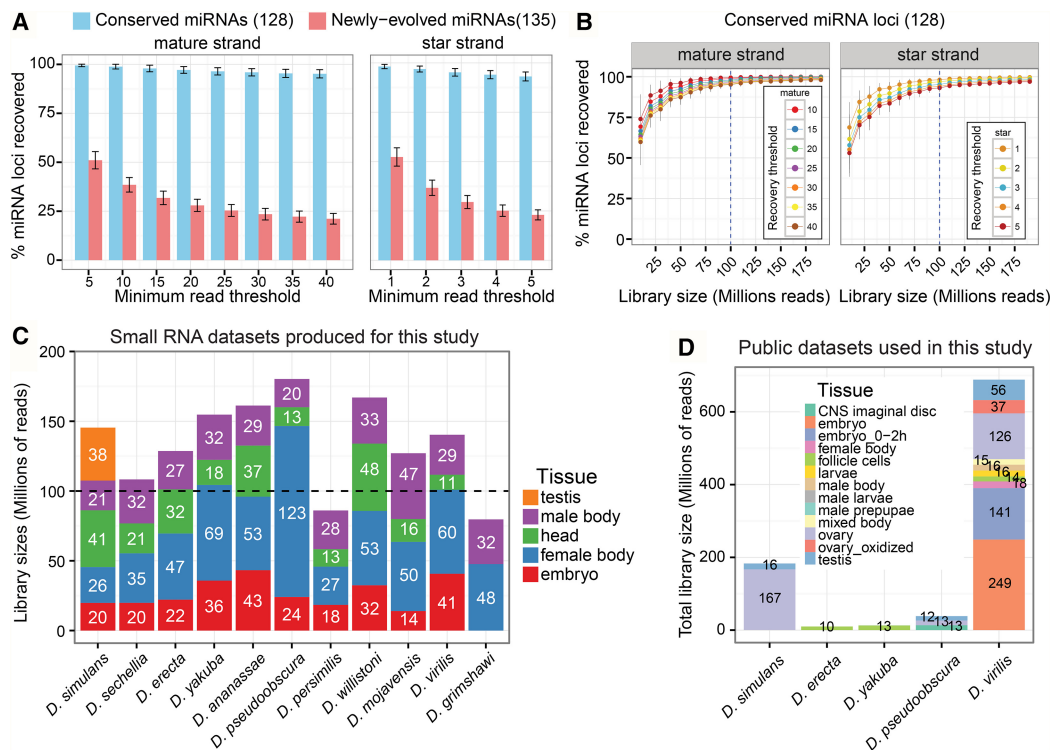 A
Conserved miRNAs (128)
Newly-evolved miRNAs(135)
mature strand
star strand
% miRNA loci recovered
100
75
50
25
0
5
10
15
20
25
30
35
40
1
2
3
4
5
Minimum read threshold
Minimum read threshold
B
Conserved miRNA loci (128)
mature strand
star strand
% miRNA loci recovered
100
75
50
25
0
mature
Recovery threshold
10
15
20
25
30
35
40
star
Recovery threshold
1
2
3
4
5
25
50
75
100
125
150
175
25
50
75
100
125
150
175
Library size (Millions reads)
Library size (Millions reads)
C
Small RNA datasets produced for this study
Library sizes (Millions of reads)
200
150
100
50
0
38
21
41
26
20
32
21
35
20
27
32
47
22
32
18
69
36
29
37
53
43
20
13
123
24
28
13
27
18
33
48
53
32
47
16
50
14
29
11
60
41
32
48
Tissue
testis
male body
head
female body
embryo
D. simulans
D. sechellia
D. erecta
D. yakuba
D. ananassae
D. pseudoobscura
D. persimilis
D. willistoni
D. mojavensis
D. virilis
D. grimshawi
D
Public datasets used in this study
Total library size (Millions of reads)
600
400
200
0
Tissue
CNS imaginal disc
embryo
embryo_0-2h
female body
follicle cells
larvae
mae body
male larvae
male prepupae
mixed body
ovary
ovary_oxidized
testis
16
167
10
13
12
13
13
56
37
126
15
16
16
14
18
141
249
D. simulans
D. erecta
D. yakuba
D. pseudoobscura
D. virilis